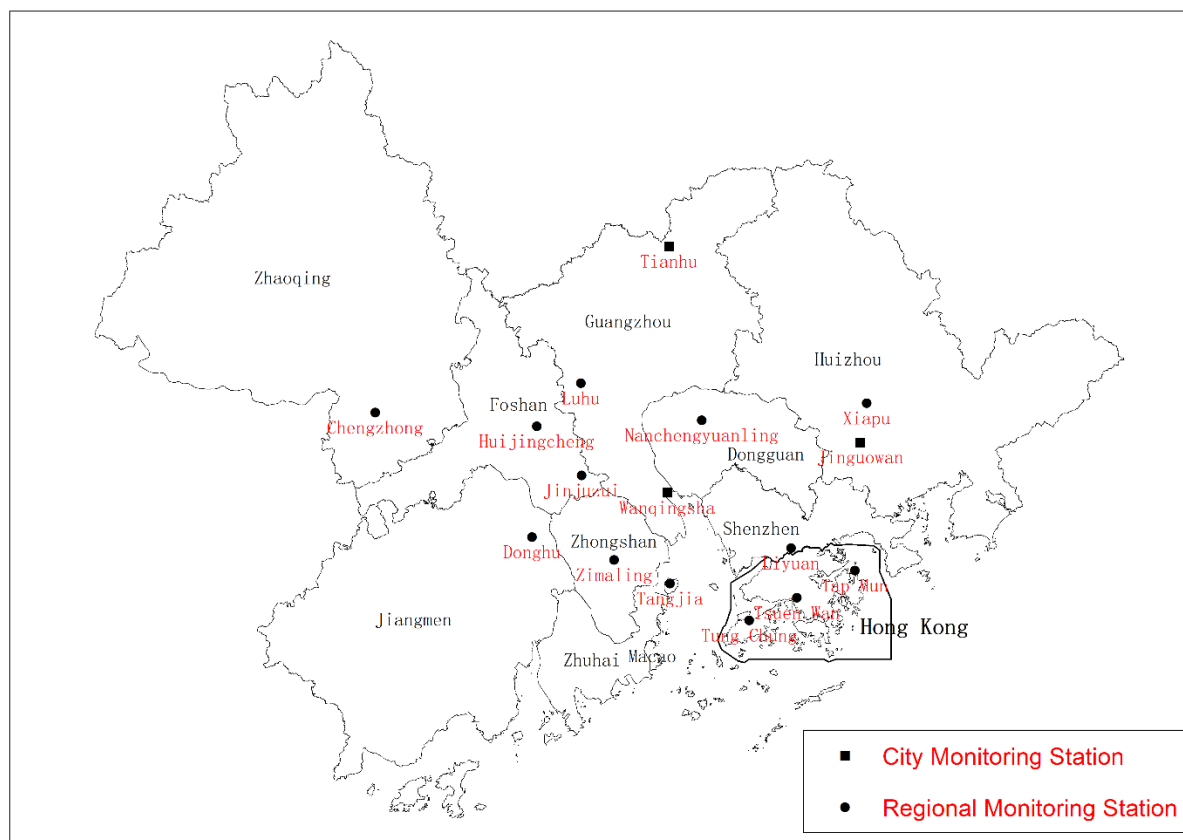 Tianhu
Zhaoqing
Guangzhou
Huizhou
Luhu
Foshan
Xiapu
Chengzhong
Huijingcheng
Nanchengyuanling
Dongguan
Jinguowan
Jinjuzui
Wanqingsha
Shenzhen
Donghu
Zhongshan
Liyuan
Zimaling
Tap Mun
Tangjia
Tsuen Wan
Jiangmen
Tung Chung
Hong Kong
Zhuhai
Macao
City Monitoring Station
Regional Monitoring Station